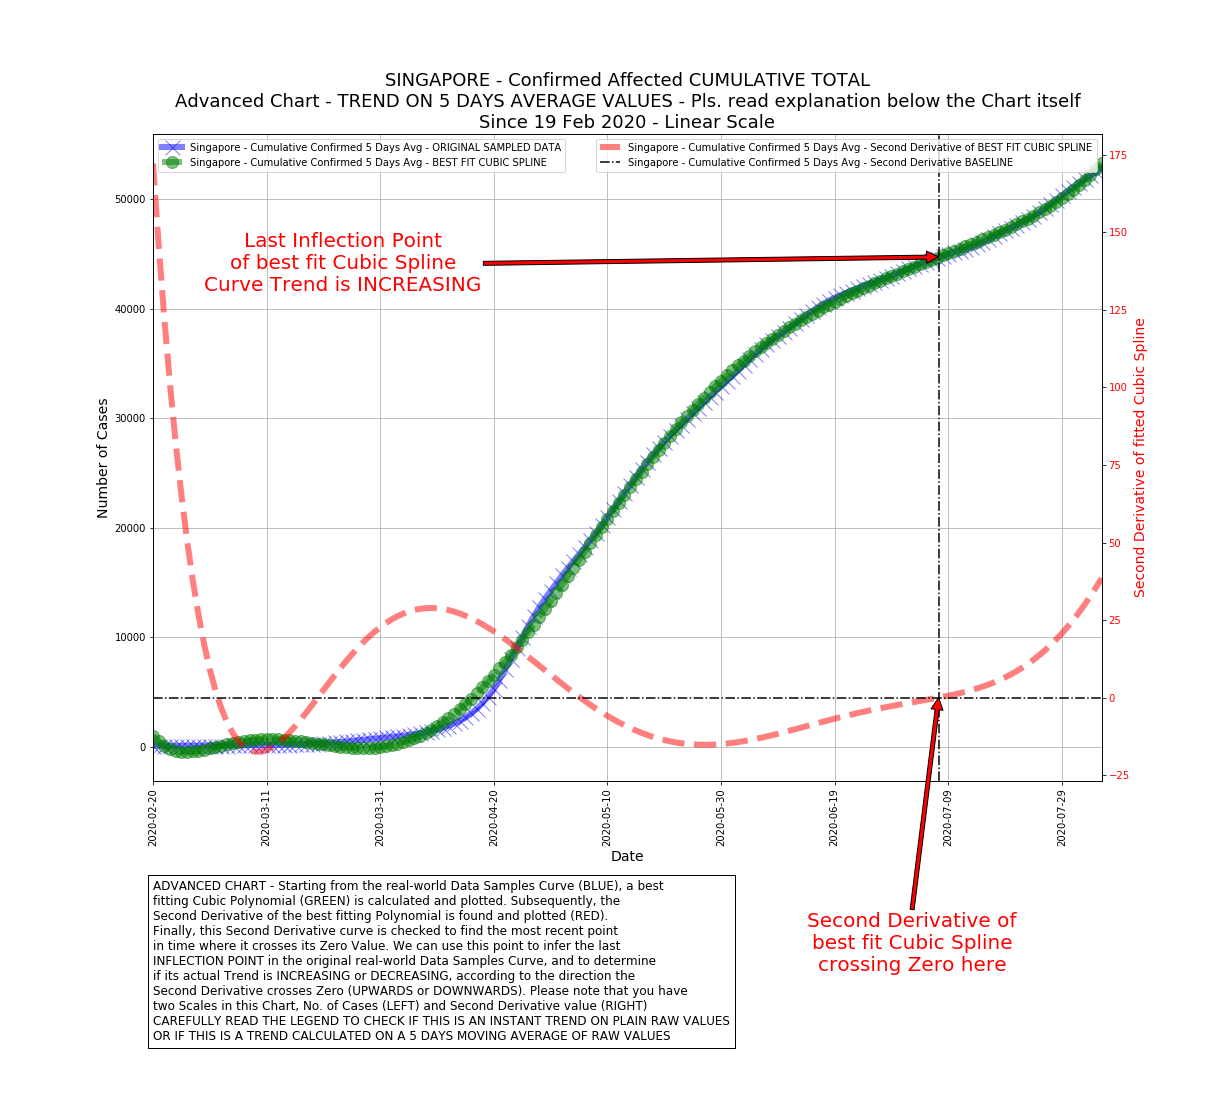 SINGAPORE - Confirmed Affected CUMULATIVE TOTAL
Advanced Chart - TREND ON 5 DAYS AVERAGE VALUES - Pls. read explanation below the Chart itself
Since 19 Feb 2020 - Linear Scale
Singapore - Cumulative Confirmed 5 Days Avg - ORIGINAL SAMPLED DATA
Singapore - Cumulative Confirmed 5 Days Avg - BEST FIT CUBIC SPLINE
Singapore - Cumulative Confirmed 5 Days Avg - Second Derivative of BEST FIT CUBIC SPLINE
Singapore - Cumulative Confirmed 5 Days Avg - Second Derivative BASELINE
Last Inflection Point
of best fit Cubic Spline
Curve Trend is INCREASING
Number of Cases
50000
40000
30000
20000
10000
0
175
150
125
100
75
50
25
0
−25
Second Derivative of fitted Cubic Spline
2020-02-20
2020-03-11
2020-03-31
2020-04-20
2020-05-10
2020-05-30
2020-06-19
2020-07-09
2020-07-29
Date
ADVANCED CHART - Starting from the real-world Data Samples Curve (BLUE), a best
fitting Cubic Polynomial (GREEN) is calculated and plotted. Subsequently, the
Second Derivative of the best fitting Polynomial is found and plotted (RED).
Finally, this Second Derivative curve is checked to find the most recent point
in time where it crosses its Zero Value. We can use this point to infer the last
INFLECTION POINT in the original real-world Data Samples Curve, and to determine
if its actual Trend is INCREASING or DECREASING, according to the direction the
Second Derivative crosses Zero (UPWARDS or DOWNWARDS). Please note that you have
two Scales in this Chart, No. of Cases (LEFT) and Second Derivative value (RIGHT)
CAREFULLY READ THE LEGEND TO CHECK IF THIS IS AN INSTANT TREND ON PLAIN RAW VALUES
OR IF THIS IS A TREND CALCULATED ON A 5 DAYS MOVING AVERAGE OF RAW VALUES
Second Derivative of
best fit Cubic Spline
crossing Zero here